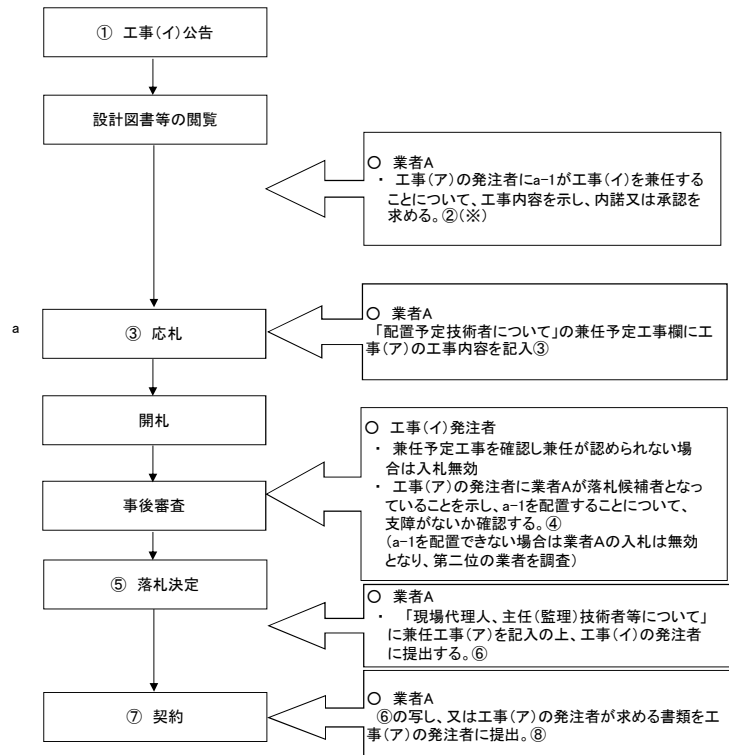 ① 工事(イ)公告
設計図書等の閲覧
○ 業者A
・ 工事(ア)の発注者にa-1が工事(イ)を兼任する
ことについて、工事内容を示し、内諾又は承認を
求める。②(※)
a
③ 応札
○ 業者A
「配置予定技術者について」の兼任予定工事欄に工
事(ア)の工事内容を記入③
開札
○ 工事(イ)発注者
・ 兼任予定工事を確認し兼任が認められない場
合は入札無効
・ 工事(ア)の発注者に業者Aが落札候補者となっ
ていることを示し、a-1を配置することについて、
支障がないか確認する。④
(a-1を配置できない場合は業者Aの入札は無効
となり、第二位の業者を調査)
事後審査
⑤ 落札決定
○ 業者A
・ 「現場代理人、主任(監理)技術者等について」
に兼任工事(ア)を記入の上、工事(イ)の発注者
に提出する。⑥
⑦ 契約
○ 業者A
⑥の写し、又は工事(ア)の発注者が求める書類を工
事(ア)の発注者に提出。⑧